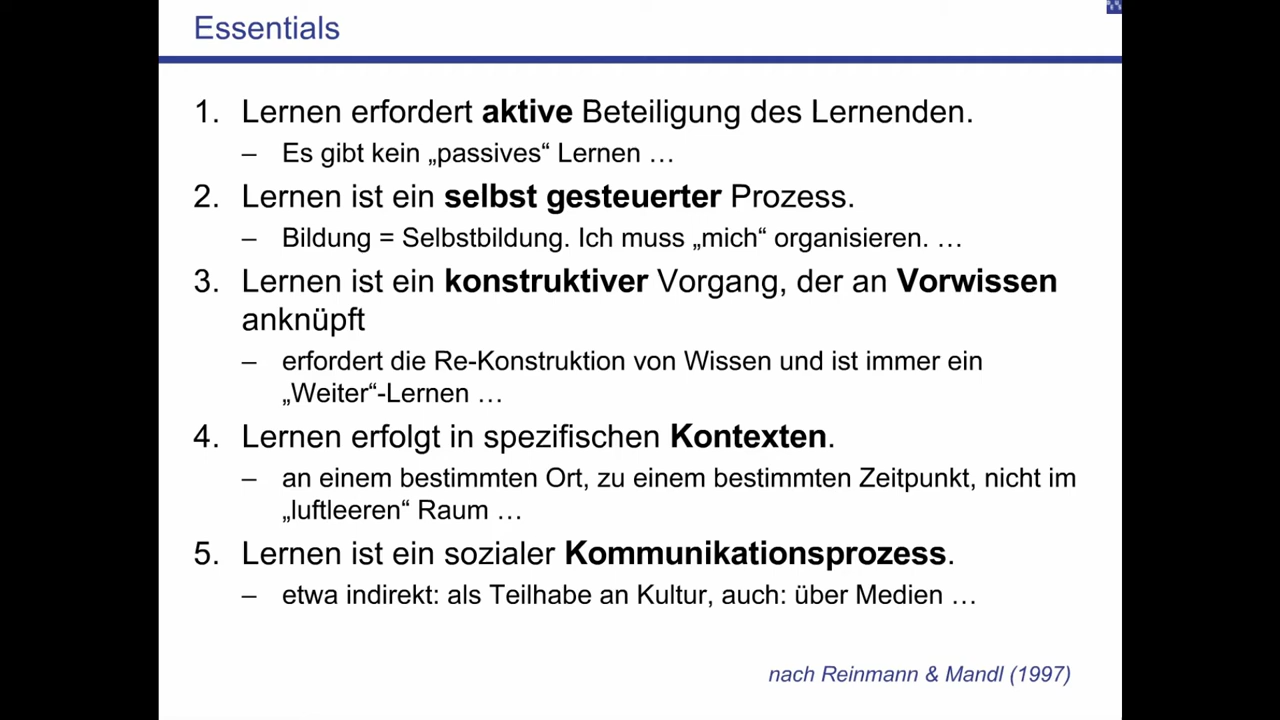 Essentials
1. Lernen erfordert aktive Beteiligung des Lernenden.
– Es gibt kein „passives“ Lernen …
2. Lernen ist ein selbst gesteuerter Prozess.
– Bildung = Selbstbildung. Ich muss „mich“ organisieren. …
3. Lernen ist ein konstruktiver Vorgang, der an Vorwissen
anknüpft
– erfordert die Re-Konstruktion von Wissen und ist immer ein
„Weiter“-Lernen …
4. Lernen erfolgt in spezifischen Kontexten.
– an einem bestimmten Ort, zu einem bestimmten Zeitpunkt, nicht im
„luftleeren“ Raum …
5. Lernen ist ein sozialer Kommunikationsprozess.
– etwa indirekt: als Teilhabe an Kultur, auch: über Medien …
nach Reinmann & Mandl (1997)